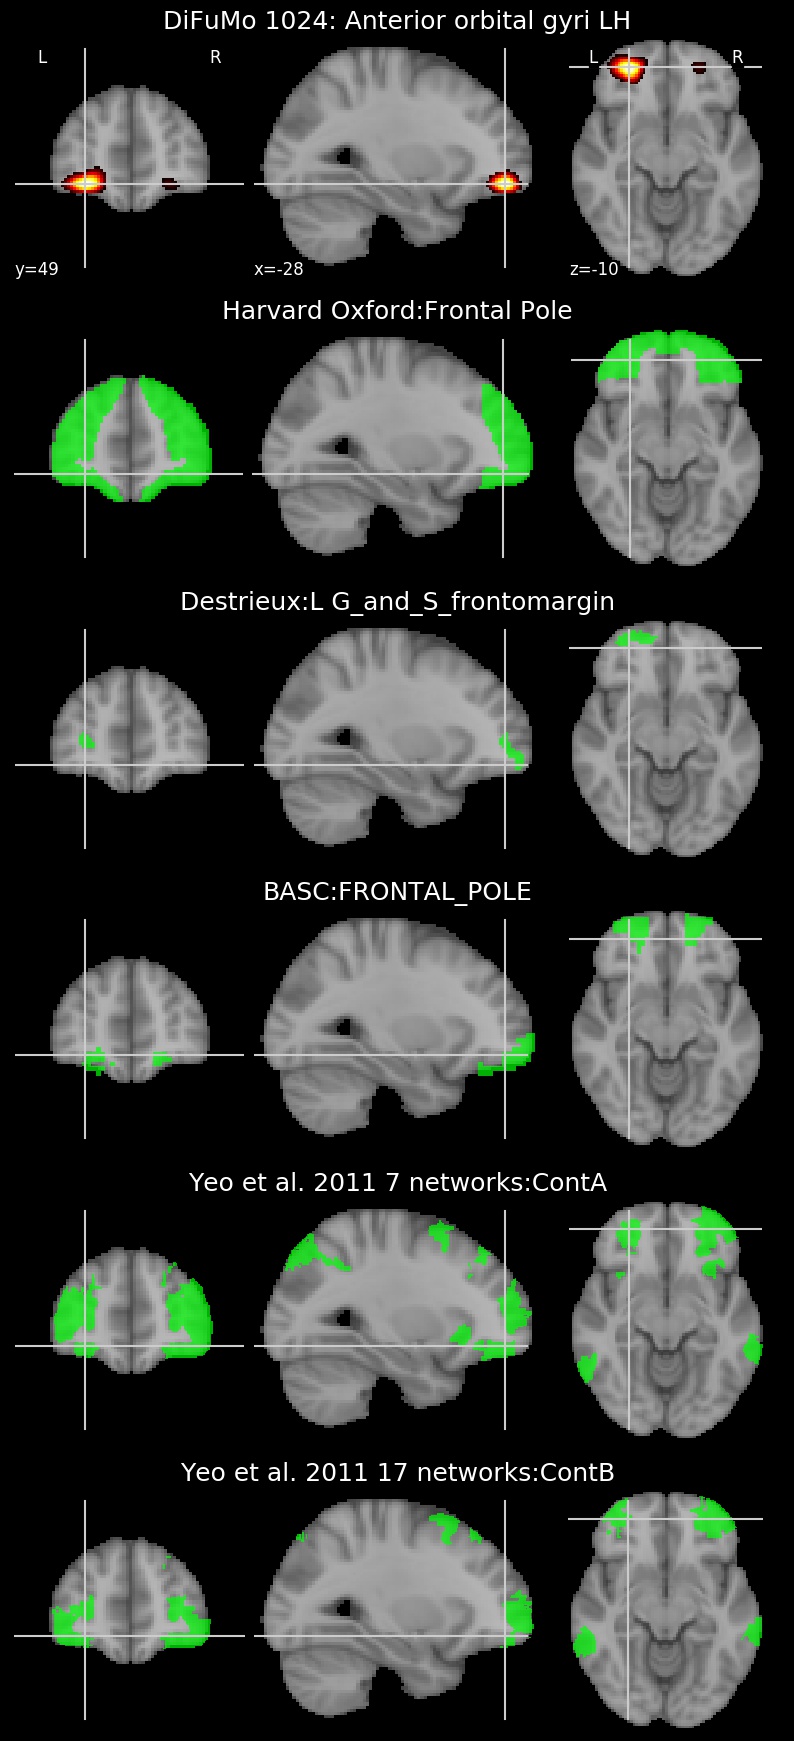 DiFuMo 1024: Anterior orbital gyri LH
L R L R
y=49 x=-28 z=-10
Harvard Oxford:Frontal Pole
Destrieux:L G_and_S_frontomargin
BASC:FRONTAL_POLE
Yeo et al. 2011 7 networks:ContA
Yeo et al. 2011 17 networks:ContB